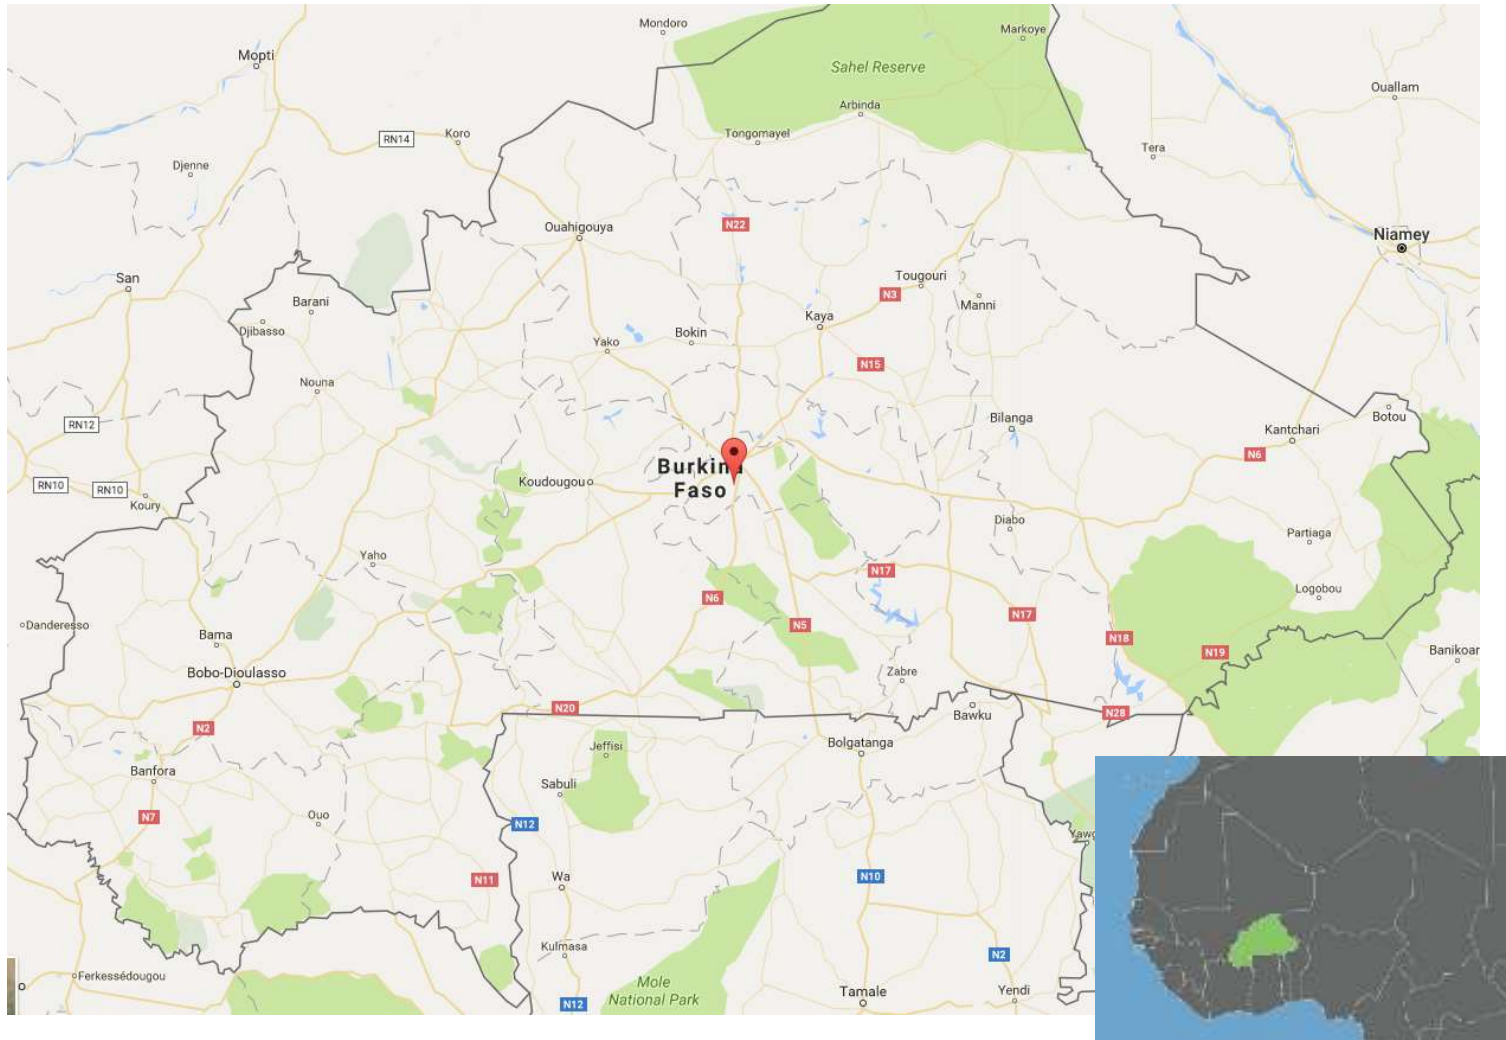 Mondoro
Markoye
Mopti
Sahel Reserve
Ouallam
Arbinda
RN14
Koro
Tongomayel
Tera
Djenne
Ouahigouya
N22
Niamey
San
Tougouri
N3
Manni
Barani
Djibasso
Kaya
Bokin
Yako
N15
Nouna
Bilanga
Botou
RN12
Kantchari
N6
Burkina
Faso
Koudougou
RN10
RN10
Koury
Diabo
Partiaga
Yaho
N17
Logobou
N6
N17
N5
Danderesso
Bama
N18
N19
Banikoar
Bobo-Dioulasso
Zabre
N20
Bawku
N28
N2
Jeffisi
Bolgatanga
Banfora
Sabuli
N7
Ouo
N12
N11
Wa
N10
Kulmasa
N2
Ferkessédougou
Mole
National Park
Tamale
Yendi
N12